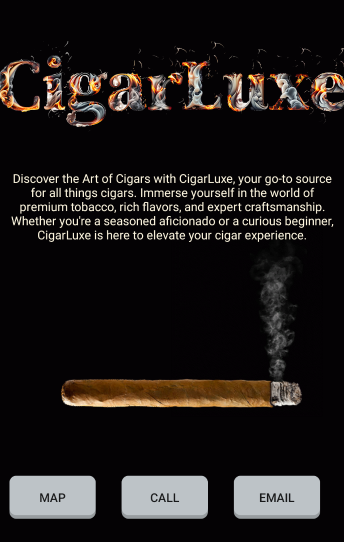 CigarLuxe
Discover the Art of Cigars with CigarLuxe, your go-to source
for all things cigars. Immerse yourself in the world of
premium tobacco, rich flavors, and expert craftsmanship.
Whether you're a seasoned aficionado or a curious beginner,
CigarLuxe is here to elevate your cigar experience.
MAP
CALL
EMAIL